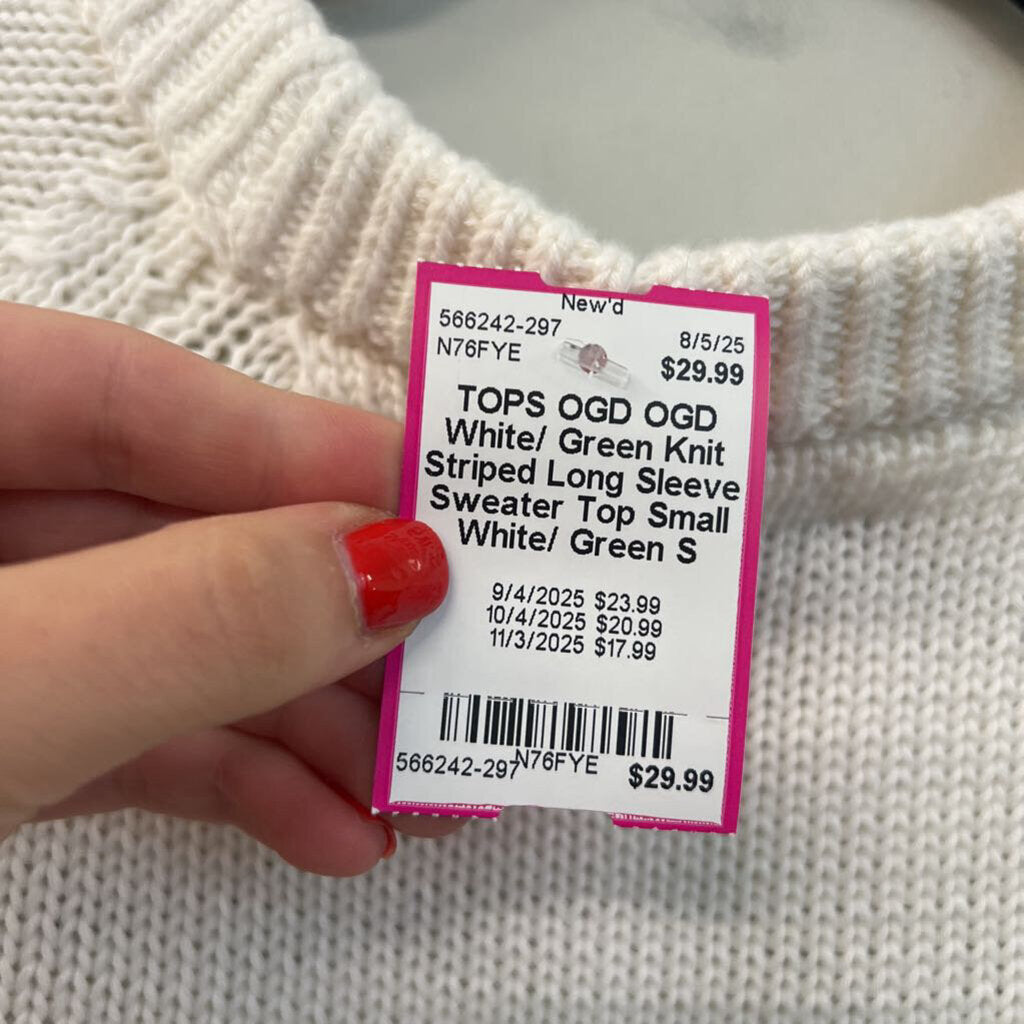 New'd
566242-297 8/5/25
N76FYE $29.99
TOPS OGD OGD
White/ Green Knit
Striped Long Sleeve
Sweater Top Small
White/ Green S
9/4/2025 $23.99
10/4/2025 $20.99
11/3/2025 $17.99
566242-297 N76FYE $29.99